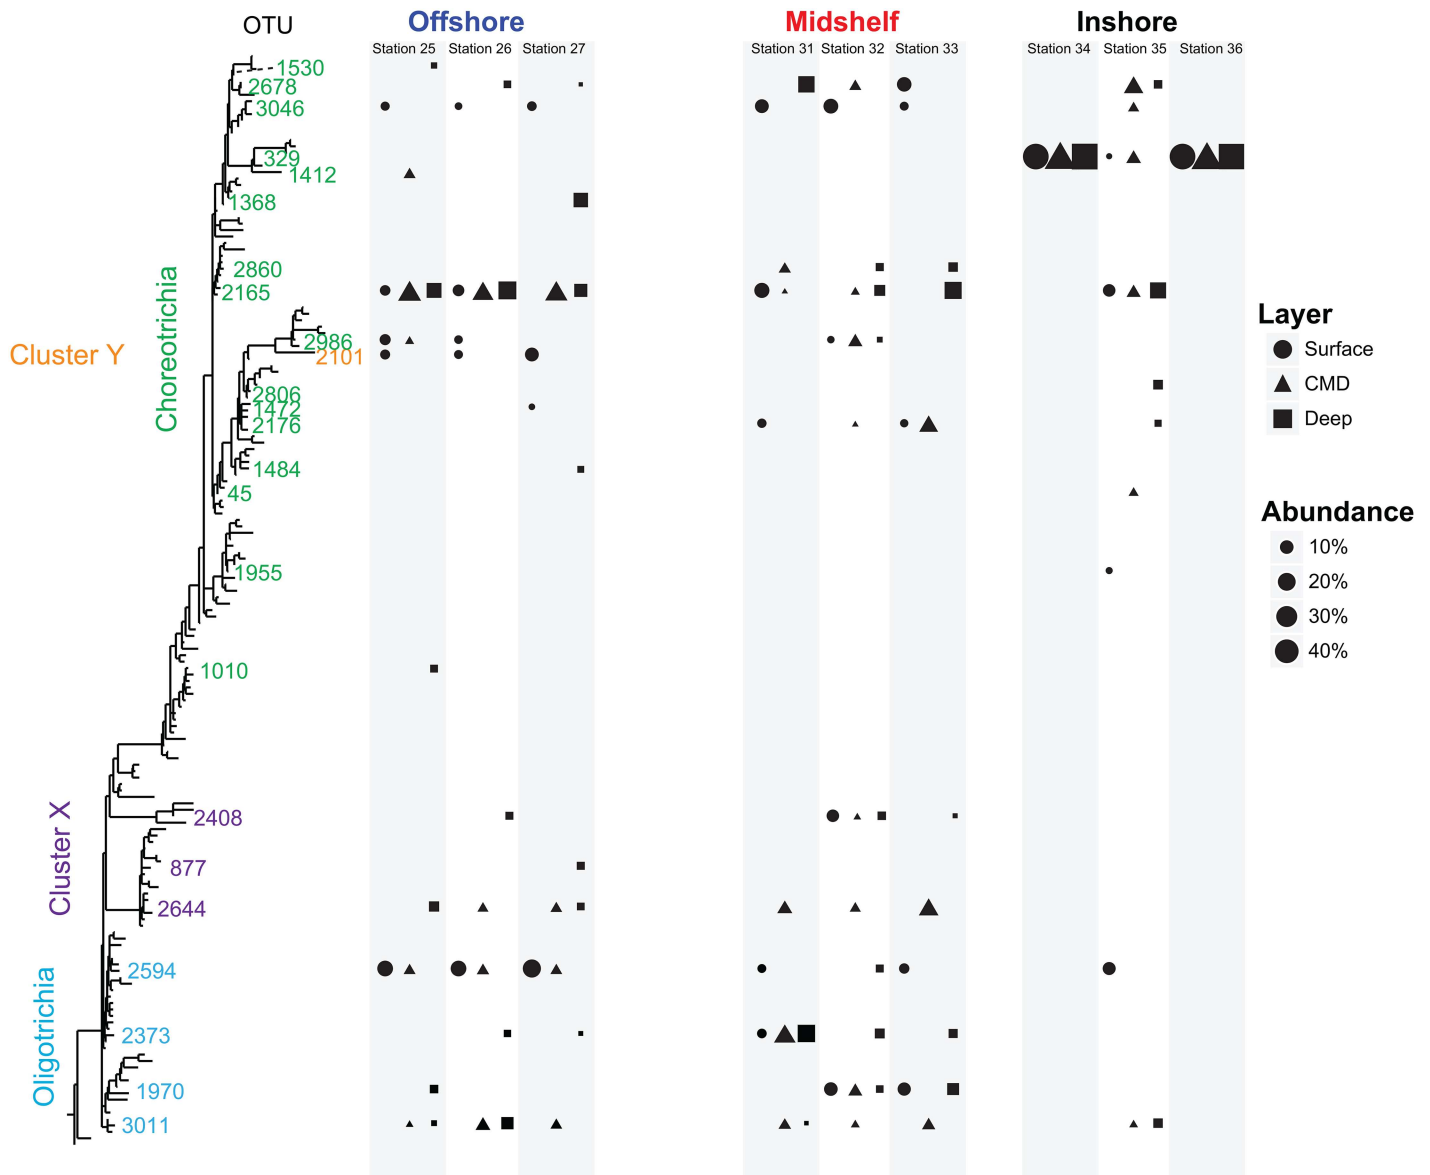 OTU
Offshore
Midshelf
Inshore
Station 25
Station 26
Station 27
Station 31
Station 32
Station 33
Station 34
Station 35
Station 36
1530
2678
3046
329
1412
1368
2860
2165
2986
2101
2806
1472
2176
1484
45
1955
1010
2408
877
2644
2594
2373
1970
3011
Cluster Y
Choreotrichia
Cluster X
Oligotrichia
Layer
Surface
CMD
Deep
Abundance
10%
20%
30%
40%